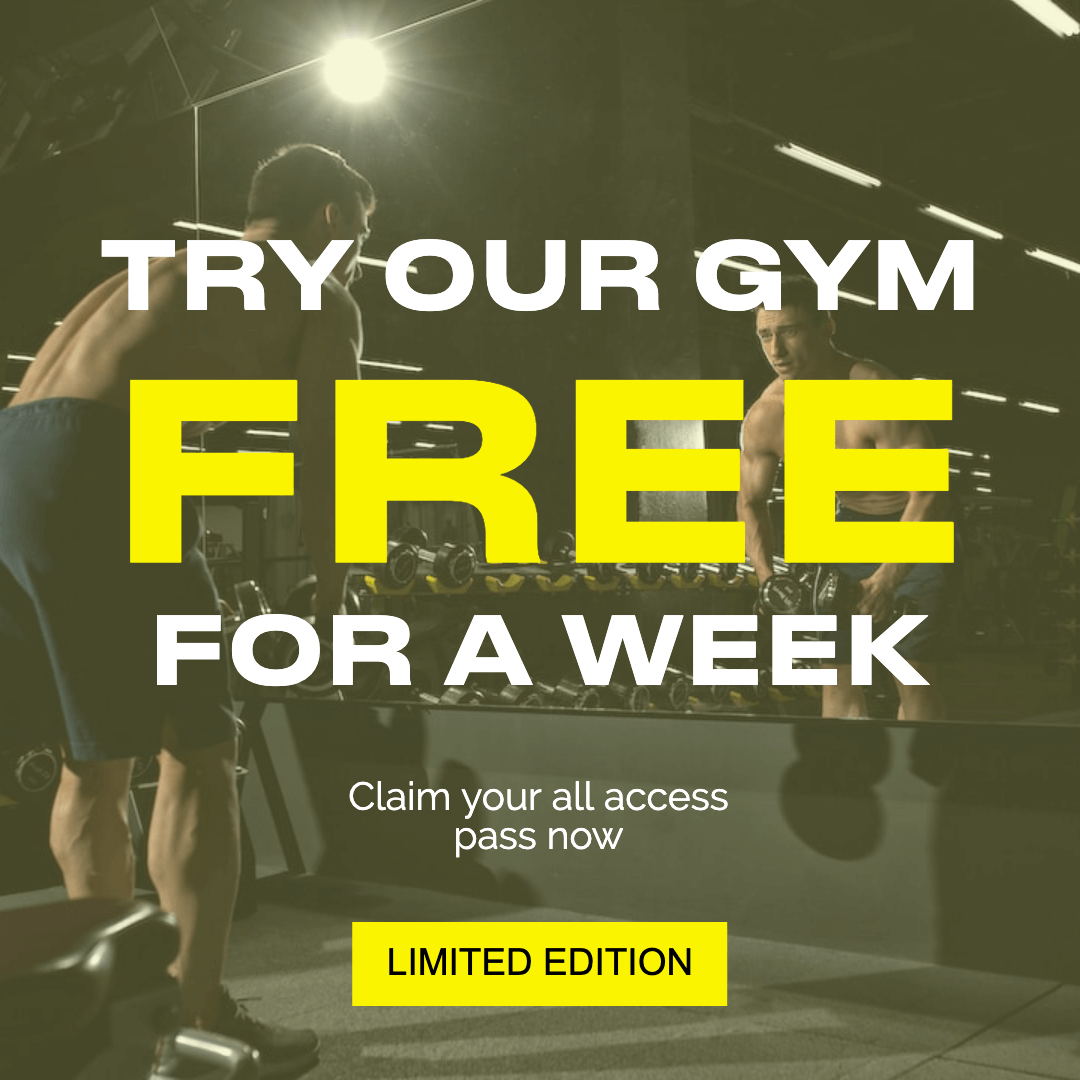 TRY OUR GYM
FREE
FOR A WEEK
Claim your all access
pass now
LIMITED EDITION